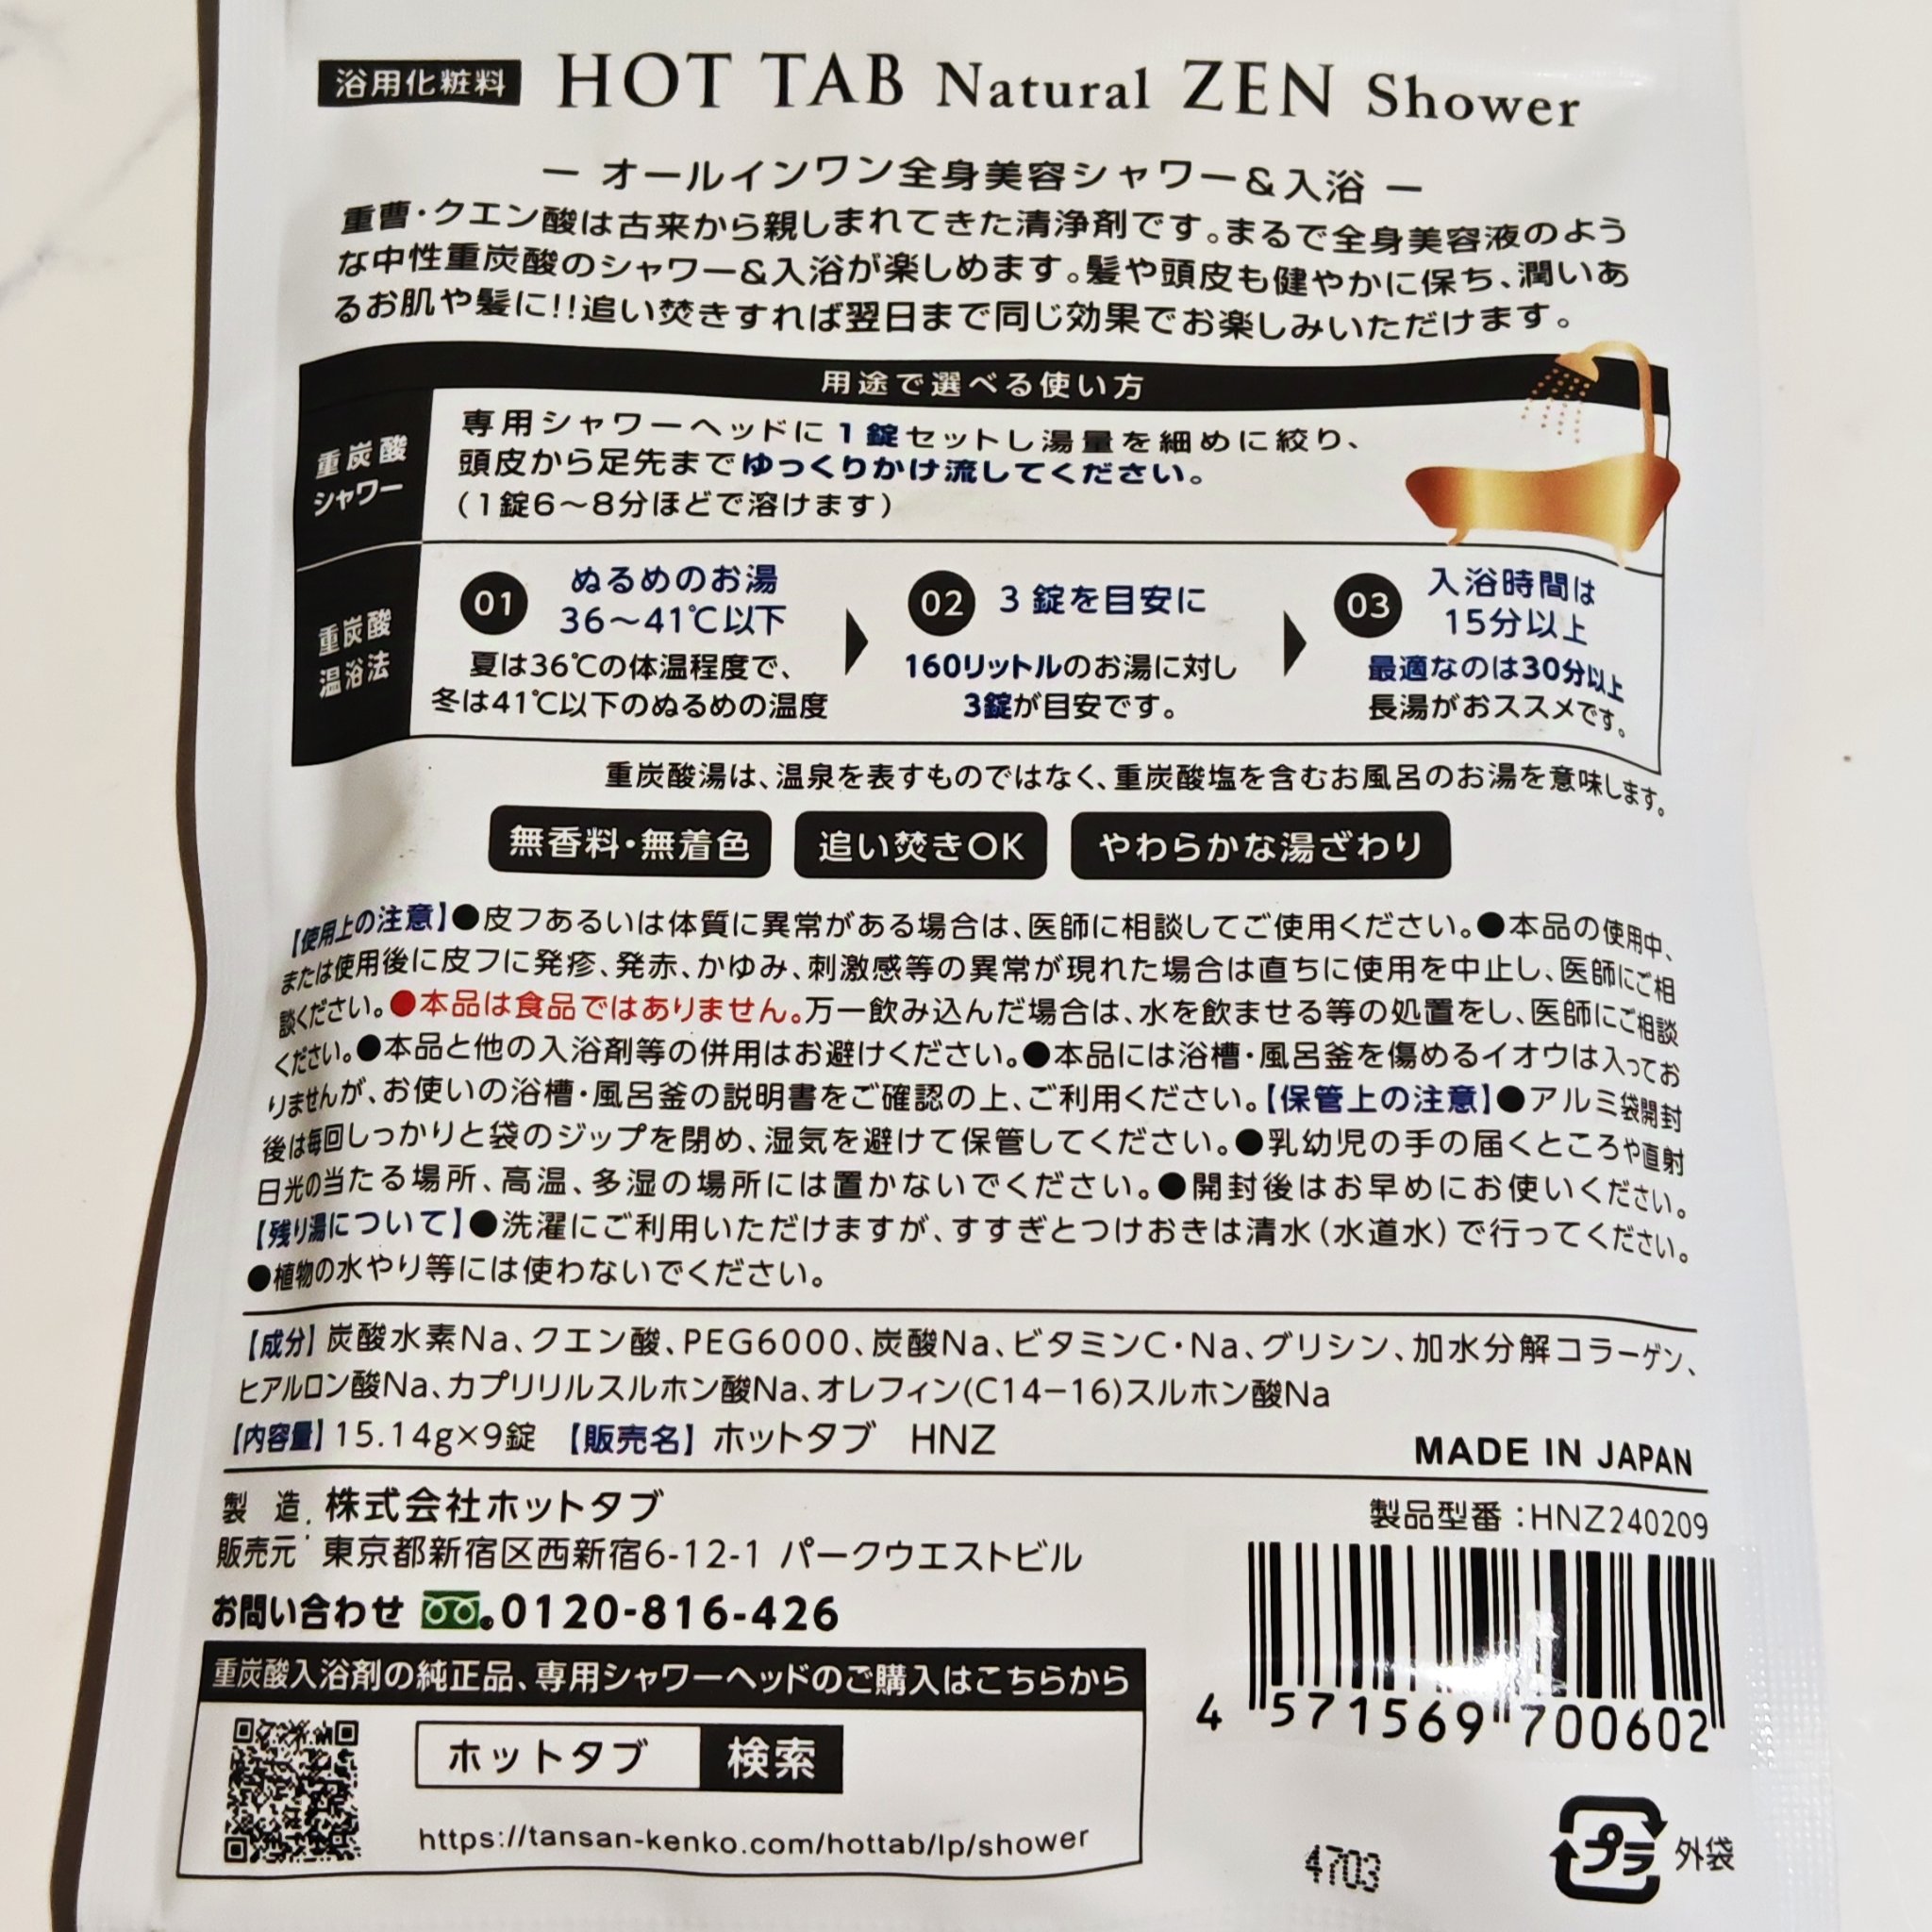 浴用化粧料 HOT TAB Natural ZEN Shower
― オールインワン全身美容シャワー&入浴 ―
重曹・クエン酸は古来から親しまれてきた清浄剤です。まるで全身美容液のよう
な中性重炭酸のシャワー&入浴が楽しめます。髪や頭皮も健やかに保ち、潤いあ
るお肌や髪に!!追い焚きすれば翌日まで同じ効果でお楽しみいただけます。
用途で選べる使い方
重炭酸
シャワー
専用シャワーヘッドに1錠セットし湯量を細めに絞り、
頭皮から足先までゆっくりかけ流してください。
(1錠6〜8分ほどで溶けます)
重炭酸
温浴法
01 ぬるめのお湯
36〜41℃以下
夏は36℃の体温程度で、
冬は41℃以下のぬるめの温度
02 3錠を目安に
160リットルのお湯に対し
3錠が目安です。
03 入浴時間は
15分以上
最適なのは30分以上
長湯がおススメです。
重炭酸湯は、温泉を表すものではなく、重炭酸塩を含むお風呂のお湯を意味します。
無香料・無着色 追い焚きOK やわらかな湯ざわり
【使用上の注意】●皮フあるいは体質に異常がある場合は、医師に相談してご使用ください。●本品の使用中、
または使用後に皮フに発疹、発赤、かゆみ、刺激感等の異常が現れた場合は直ちに使用を中止し、医師にご相
談ください。●本品は食品ではありません。万一飲み込んだ場合は、水を飲ませる等の処置をし、医師にご相談
ください。●本品と他の入浴剤等の併用はお避けください。●本品には浴槽・風呂釜を傷めるイオウは入ってお
りませんが、お使いの浴槽・風呂釜の説明書をご確認の上、ご利用ください。【保管上の注意】●アルミ袋開封
後は毎回しっかりと袋のジップを閉め、湿気を避けて保管してください。●乳幼児の手の届くところや直射
日光の当たる場所、高温、多湿の場所には置かないでください。●開封後はお早めにお使いください。
【残り湯について】●洗濯にご利用いただけますが、すすぎとつけおきは清水(水道水)で行ってください。
●植物の水やり等には使わないでください。
【成分】炭酸水素Na、クエン酸、PEG6000、炭酸Na、ビタミンC・Na、グリシン、加水分解コラーゲン、
ヒアルロン酸Na、カプリリルスルホン酸Na、オレフィン(C14−16)スルホン酸Na
【内容量】15.14g×9錠 【販売名】ホットタブ HNZ
MADE IN JAPAN
製造. 株式会社ホットタブ
販売元・ 東京都新宿区西新宿6-12-1 パークウエストビル
お問い合わせ 0120-816-426
製品型番:HNZ240209
4 571569 700602
重炭酸入浴剤の純正品、専用シャワーヘッドのご購入はこちらから
ホットタブ 検索
https://tansan-kenko.com/hottab/lp/shower
4703
プラ 外袋